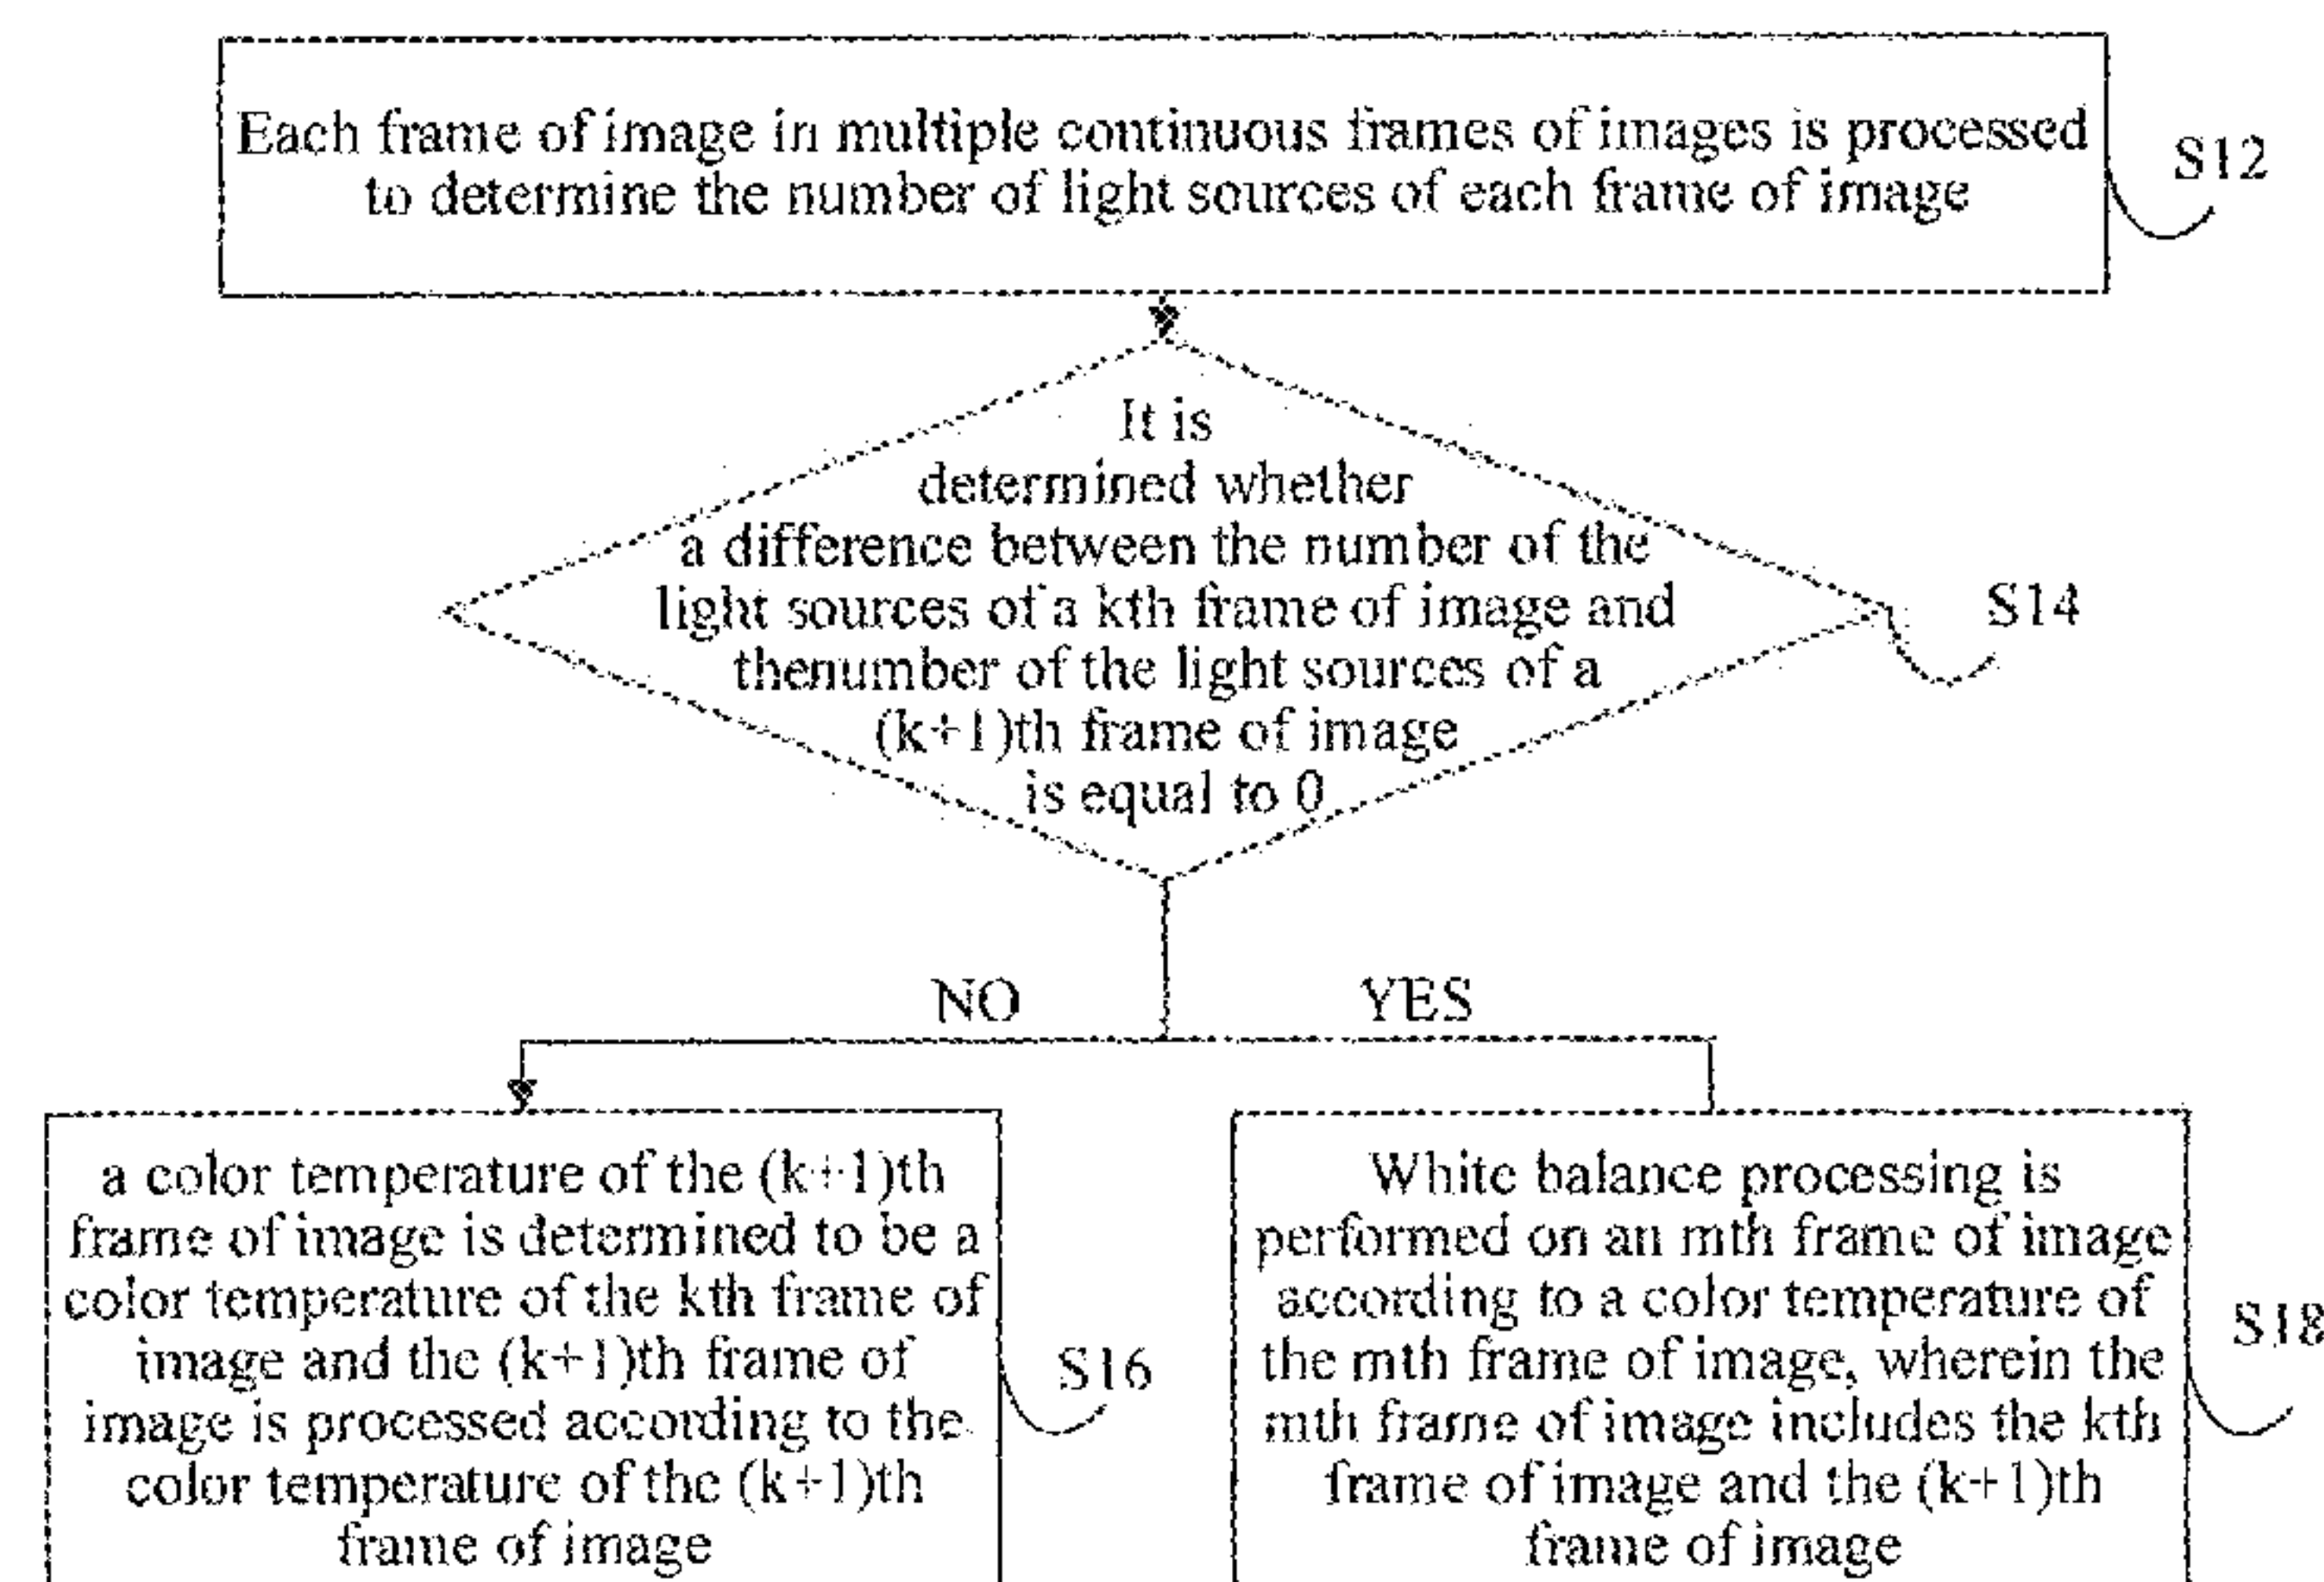 Each frame of image in multiple continuous frames of images is processed
to determine the number of light sources of each frame of image
S12
It is
determined whether
a difference between the number of the
light sources of a kth frame of image and
thenumber of the light sources of a
(k+1)th frame of image
is equal to 0
S14
NO
YES
a color temperature of the (k+1)th
frame of image is determined to be a
color temperature of the kth frame of
image and the (k+1)th frame of
image is processed according to the
color temperature of the (k+1)th
frame of image
S16
White balance processing is
performed on an mth frame of image
according to a color temperature of
the mth frame of image, wherein the
mth frame of image includes the kth
frame of image and the (k+1)th
frame of image
S18